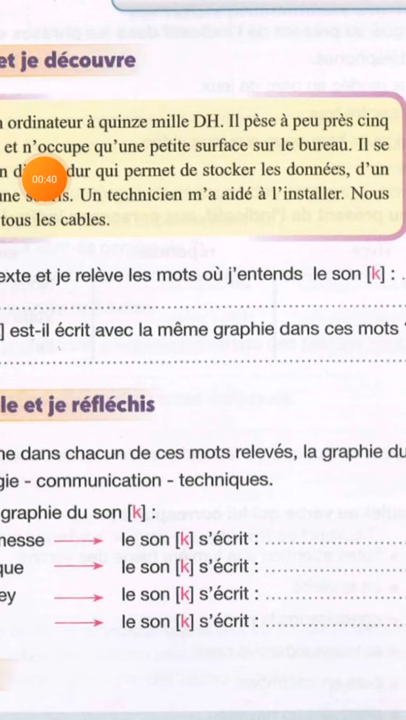 et je découvre
ordinateur à quinze mille DH. Il pèse à peu près cinq
et n'occupe qu'une petite surface sur le bureau. Il se
dur qui permet de stocker les données, d'un
Un technicien m'a aidé à l'installer. Nous
tous les cables.
00:40
exte et je relève les mots où j'entends le son [k] : .
] est-il écrit avec la même graphie dans ces mots
le et je réfléchis
ne dans chacun de ces mots relevés, la graphie du
gie - communication - techniques.
graphie du son [k] :
nesse → le son [k] s'écrit : ..................
que → le son [k] s'écrit : ..................
ey → le son [k] s'écrit : ..................
→ le son [k] s'écrit : ..................